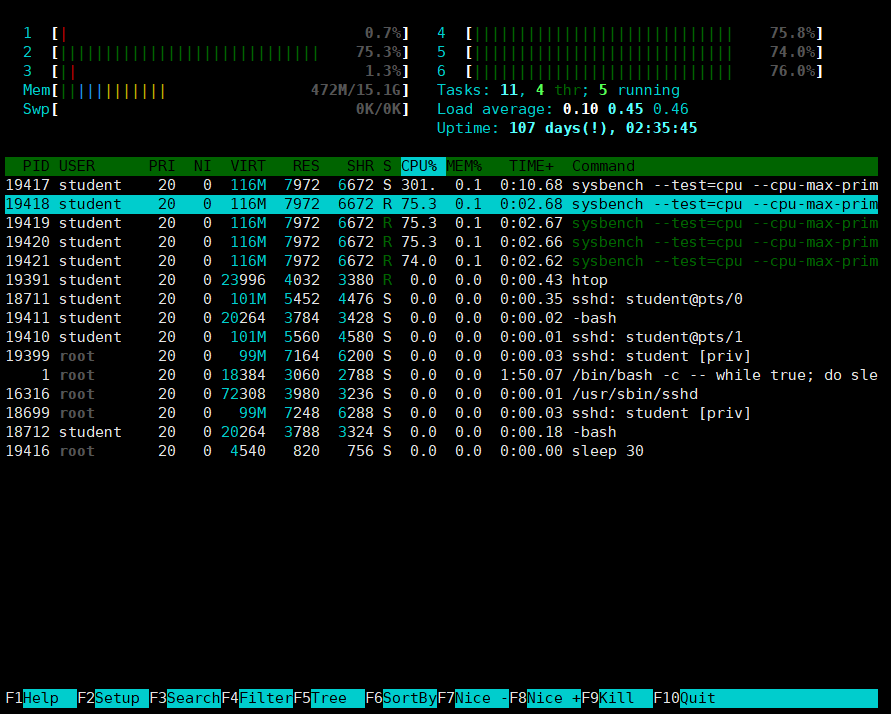 1 [| 0.7%] 4 [||||||||||||||||||||||||||||| 75.8%]
2 [||||||||||||||||||||||||||||| 75.3%] 5 [||||||||||||||||||||||||||||| 74.0%]
3 [|| 1.3%] 6 [||||||||||||||||||||||||||||| 76.0%]
Mem[|||||||||||| 472M/15.1G] Tasks: 11, 4 thr; 5 running
Swp[ 0K/0K] Load average: 0.10 0.45 0.46
Uptime: 107 days(!), 02:35:45
PID USER PRI NI VIRT RES SHR S CPU% MEM% TIME+ Command
19417 student 20 0 116M 7972 6672 S 301. 0.1 0:10.68 sysbench --test=cpu --cpu-max-prim
19418 student 20 0 116M 7972 6672 R 75.3 0.1 0:02.68 sysbench --test=cpu --cpu-max-prim
19419 student 20 0 116M 7972 6672 R 75.3 0.1 0:02.67 sysbench --test=cpu --cpu-max-prim
19420 student 20 0 116M 7972 6672 R 75.3 0.1 0:02.66 sysbench --test=cpu --cpu-max-prim
19421 student 20 0 116M 7972 6672 R 74.0 0.1 0:02.62 sysbench --test=cpu --cpu-max-prim
19391 student 20 0 23996 4032 3380 R 0.0 0.0 0:00.43 htop
18711 student 20 0 101M 5452 4476 S 0.0 0.0 0:00.35 sshd: student@pts/0
19411 student 20 0 20264 3784 3428 S 0.0 0.0 0:00.02 -bash
19410 student 20 0 101M 5560 4580 S 0.0 0.0 0:00.01 sshd: student@pts/1
19399 root 20 0 99M 7164 6200 S 0.0 0.0 0:00.03 sshd: student [priv]
1 root 20 0 18384 3060 2788 S 0.0 0.0 1:50.07 /bin/bash -c -- while true; do sle
16316 root 20 0 72308 3980 3236 S 0.0 0.0 0:00.01 /usr/sbin/sshd
18699 root 20 0 99M 7248 6288 S 0.0 0.0 0:00.03 sshd: student [priv]
18712 student 20 0 20264 3788 3324 S 0.0 0.0 0:00.18 -bash
19416 root 20 0 4540 820 756 S 0.0 0.0 0:00.00 sleep 30
F1Help F2Setup F3SearchF4FilterF5Tree F6SortByF7Nice -F8Nice +F9Kill F10Quit